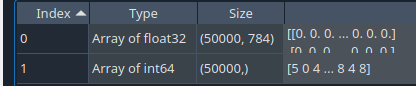 Index Type Size
0 Array of float32 (50000, 784) [[0. 0. 0. ... 0. 0. 0.]
1 Array of int64 (50000,) [5 0 4 ... 8 4 8]